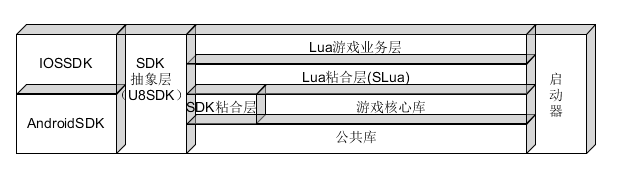 IOSSDK
AndroidSDK
SDK
抽象层
（U8SDK）
Lua游戏业务层
Lua粘合层(SLua)
SDK粘合层
游戏核心库
公共库
启
动
器